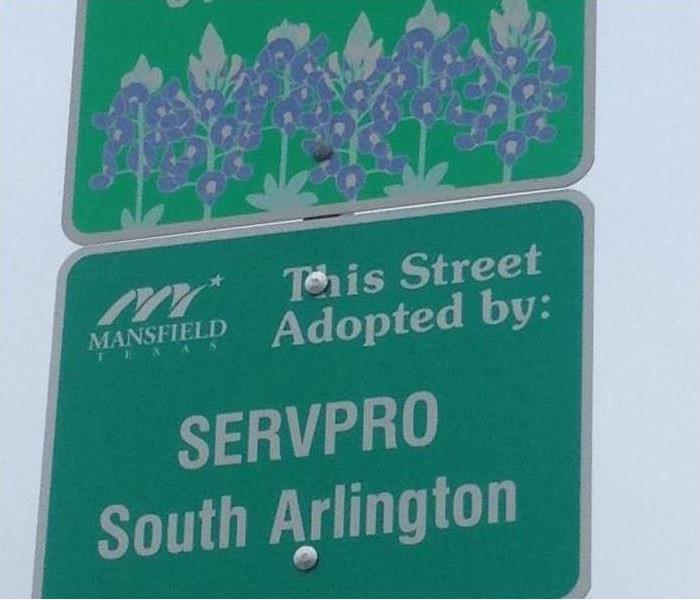 MANSFIELD
TEXAS
This Street
Adopted by:
SERVPRO
South Arlington